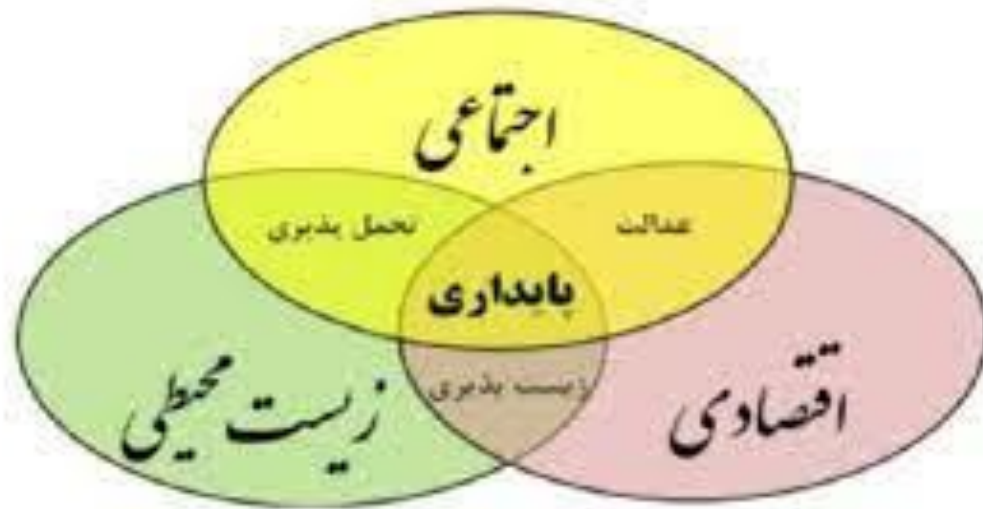 اجتماعی
تحمل پذیری
عدالت
پایداری
زیست پذیری
زیست محیطی
اقتصادی